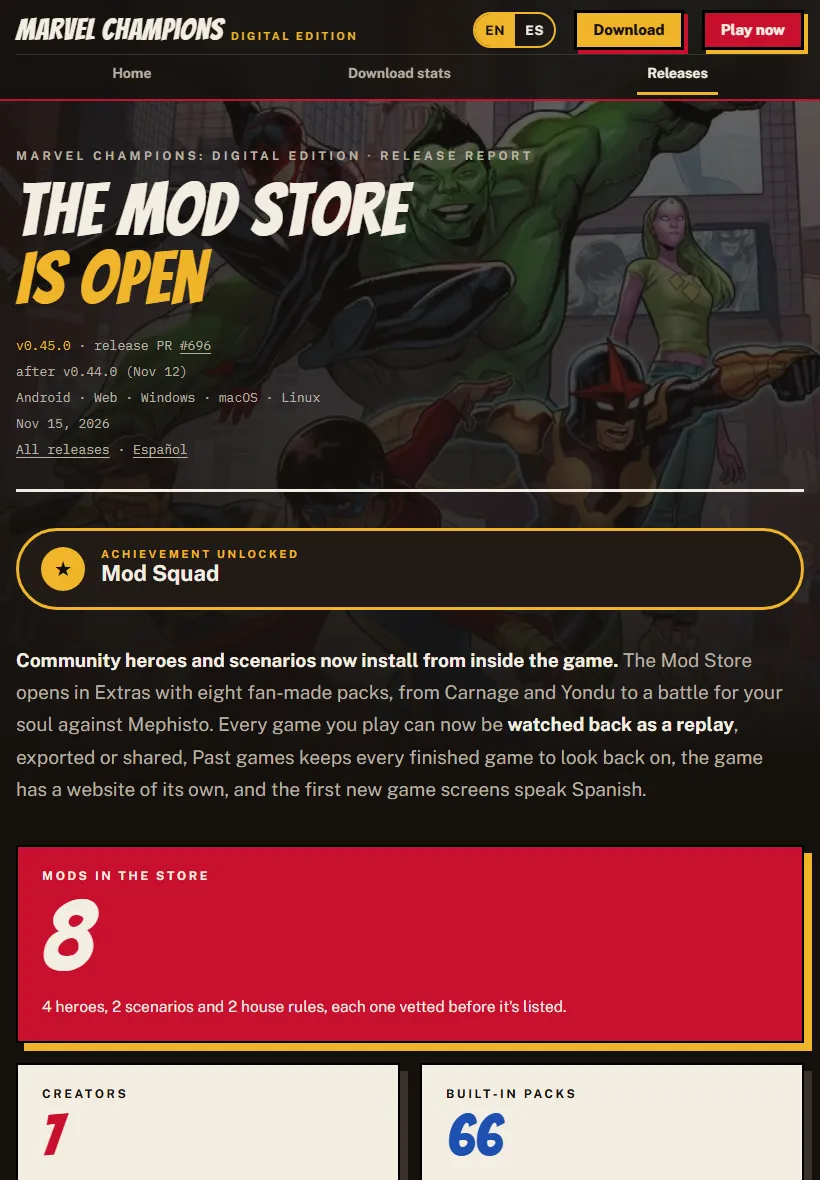 MARVEL CHAMPIONS DIGITAL EDITION
EN ES
Download
Play now
Home
Download stats
Releases
MARVEL CHAMPIONS: DIGITAL EDITION · RELEASE REPORT
THE MOD STORE
IS OPEN
v0.45.0 · release PR #696
after v0.44.0 (Nov 12)
Android · Web · Windows · macOS · Linux
Nov 15, 2026
All releases · Español
ACHIEVEMENT UNLOCKED
Mod Squad
Community heroes and scenarios now install from inside the game. The Mod Store
opens in Extras with eight fan-made packs, from Carnage and Yondu to a battle for your
soul against Mephisto. Every game you play can now be watched back as a replay,
exported or shared, Past games keeps every finished game to look back on, the game
has a website of its own, and the first new game screens speak Spanish.
MODS IN THE STORE
8
4 heroes, 2 scenarios and 2 house rules, each one vetted before it's listed.
CREATORS
7
BUILT-IN PACKS
66